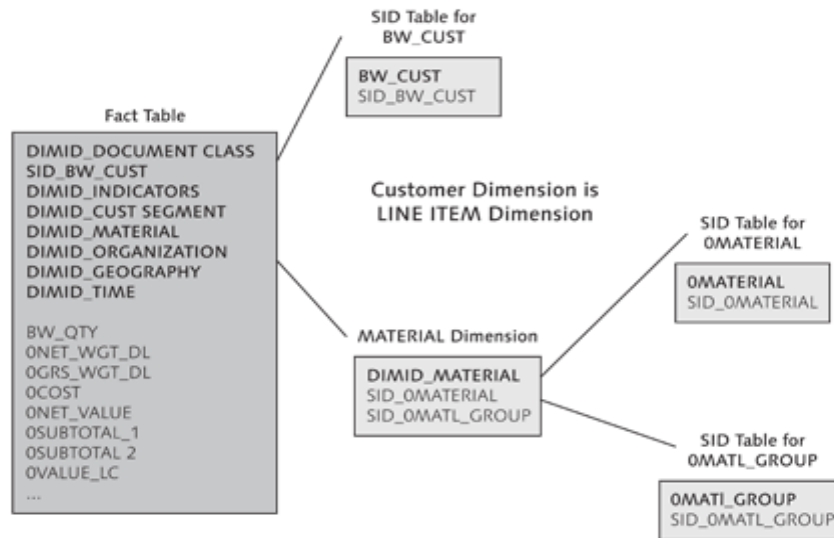 SID Table for
BW_CUST
BW_CUST
SID_BW_CUST
Fact Table
DIMID_DOCUMENT CLASS
SID_BW_CUST
DIMID_INDICATORS
DIMID_CUST SEGMENT
DIMID_MATERIAL
DIMID_ORGANIZATION
DIMID_GEOGRAPHY
DIMID_TIME
BW_QTY
0NET_WGT_DL
0GRS_WGT_DL
0COST
0NET_VALUE
0SUBTOTAL_1
0SUBTOTAL 2
0VALUE_LC
...
Customer Dimension is
LINE ITEM Dimension
MATERIAL Dimension
DIMID_MATERIAL
SID_0MATERIAL
SID_0MATL_GROUP
SID Table for
0MATERIAL
0MATERIAL
SID_0MATERIAL
SID Table for
0MATL_GROUP
0MATl_GROUP
SID_0MATL_GROUP